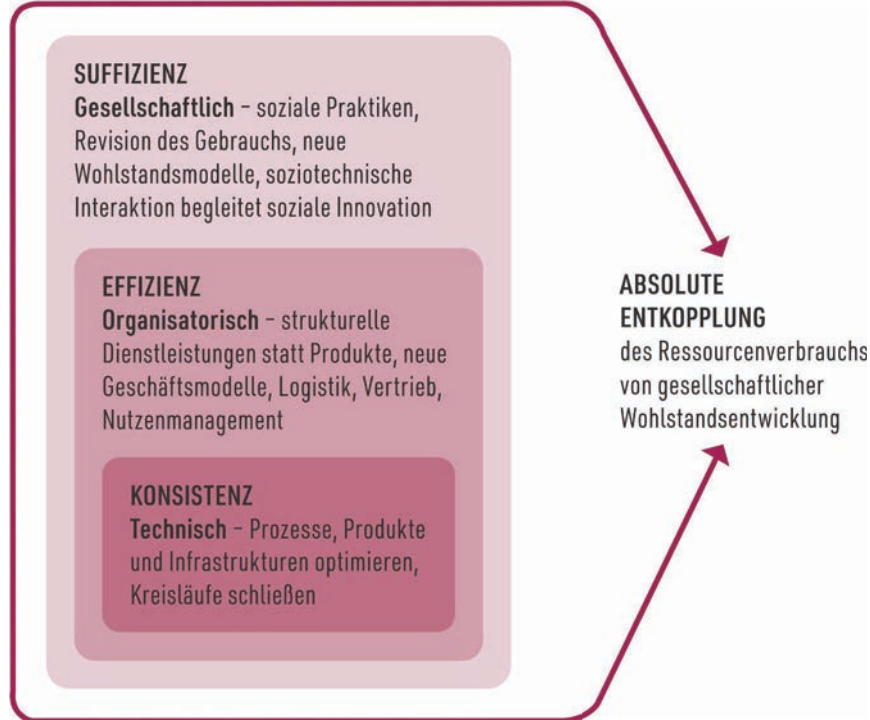 SUFFIZIENZ
Gesellschaftlich – soziale Praktiken,
Revision des Gebrauchs, neue
Wohlstandsmodelle, soziotechnische
Interaktion begleitet soziale Innovation
EFFIZIENZ
Organisatorisch – strukturelle
Dienstleistungen statt Produkte, neue
Geschäftsmodelle, Logistik, Vertrieb,
Nutzenmanagement
KONSISTENZ
Technisch – Prozesse, Produkte
und Infrastrukturen optimieren,
Kreisläufe schließen
ABSOLUTE
ENTKOPPLUNG
des Ressourcenverbrauchs
von gesellschaftlicher
Wohlstandsentwicklung